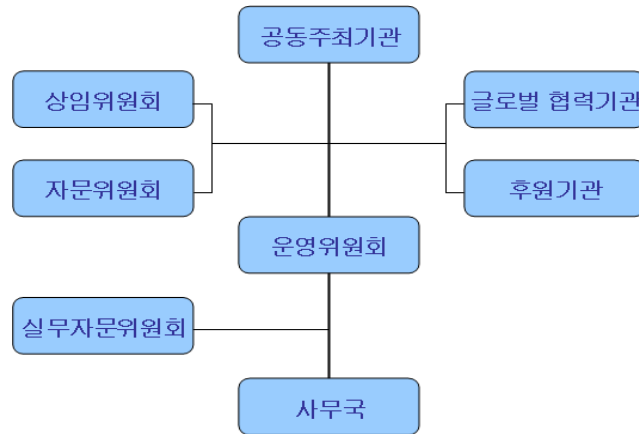 공동주최기관
상임위원회
글로벌 협력기관
자문위원회
후원기관
운영위원회
실무자문위원회
사무국